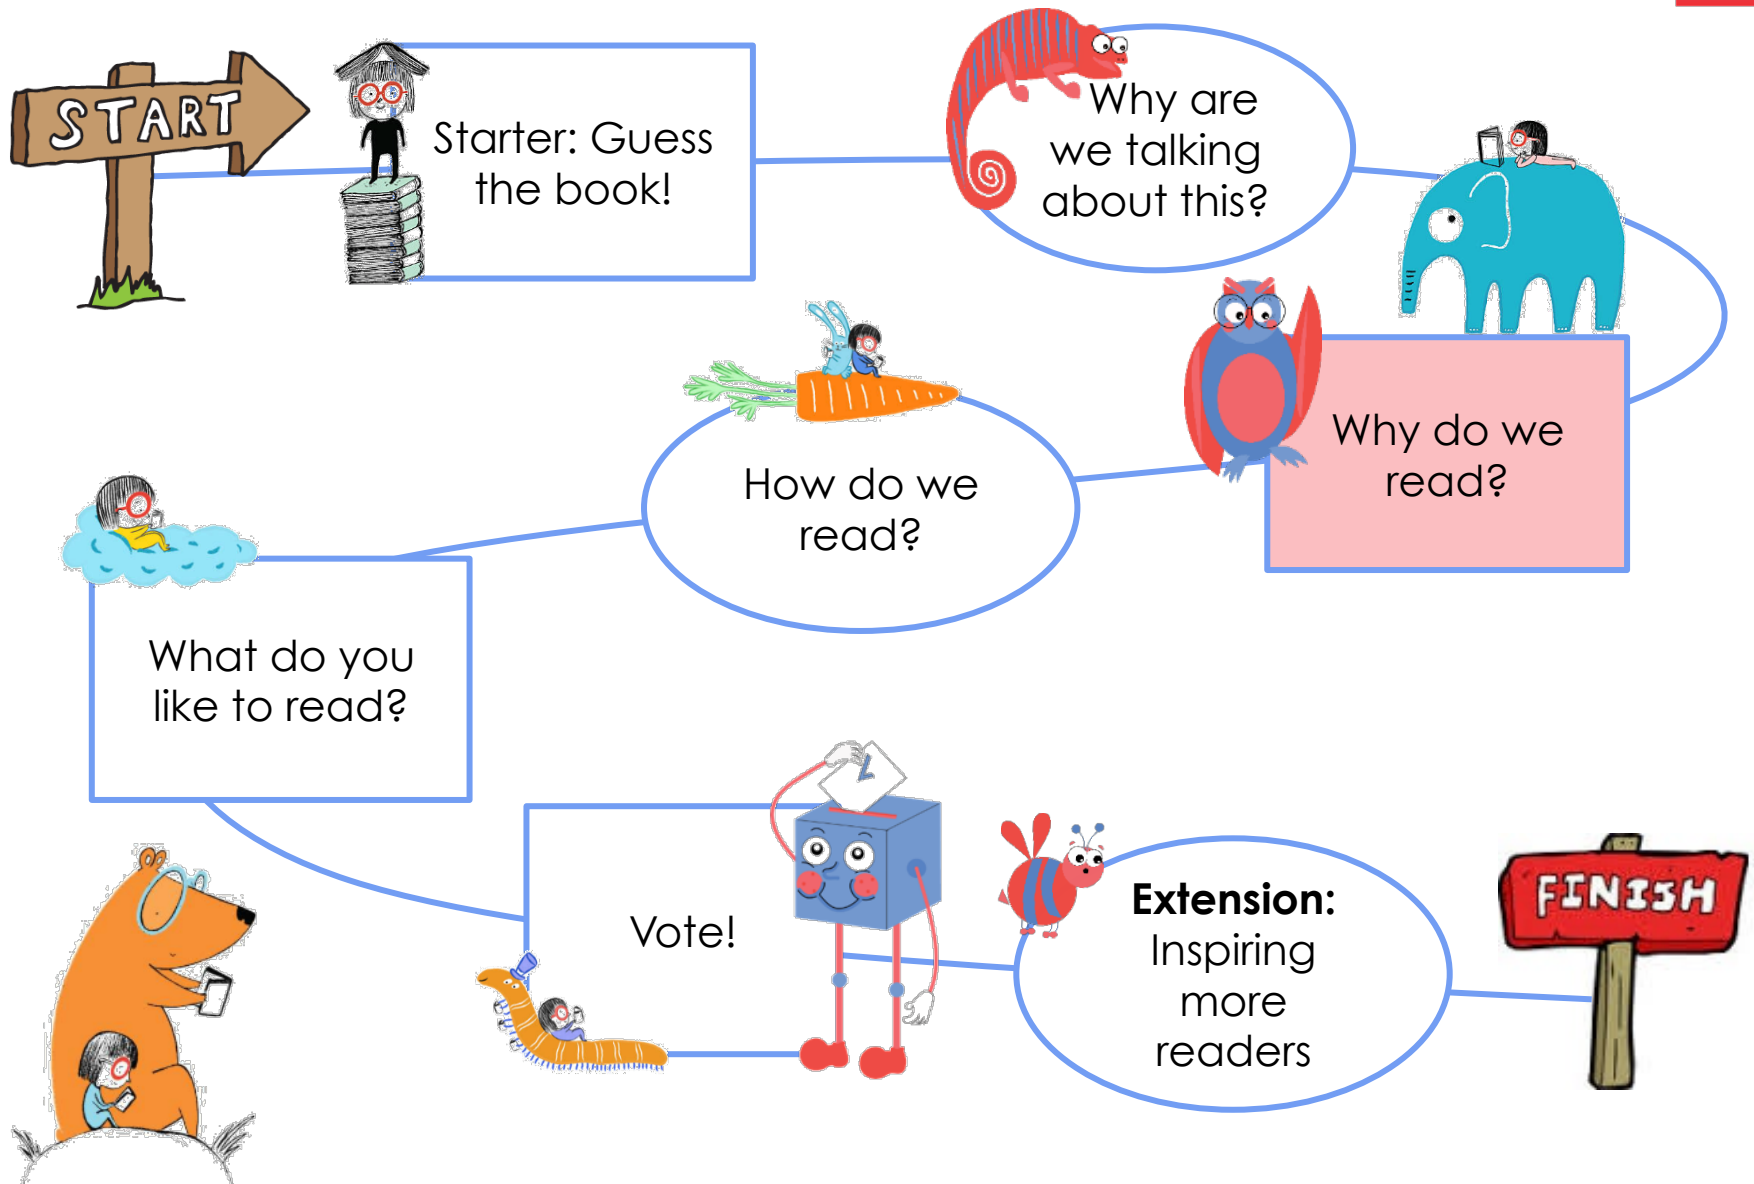 START
Starter: Guess
the book!
Why are
we talking
about this?
Why do we
read?
How do we
read?
What do you
like to read?
Vote!
Extension:
Inspiring
more
readers
FINISH